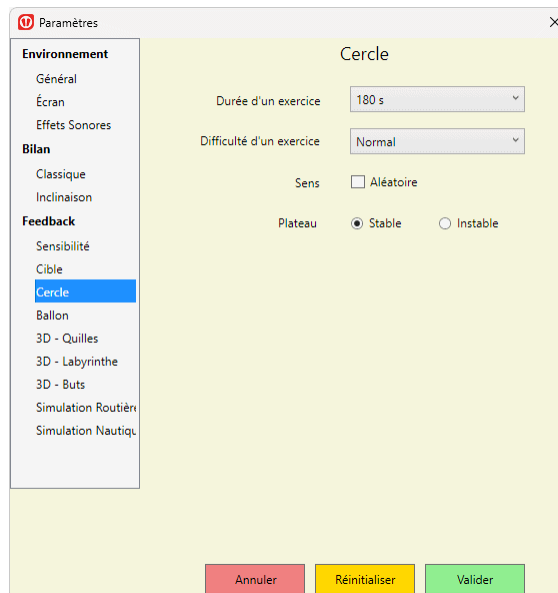 Paramètres
Environnement
Général
Écran
Effets Sonores
Bilan
Classique
Inclinaison
Feedback
Sensibilité
Cible
Cercle
Ballon
3D - Quilles
3D - Labyrinthe
3D - Buts
Simulation Routièr
Simulation Nautiqu
Cercle
Durée d'un exercice 180 s
Difficulté d'un exercice Normal
Sens Aléatoire
Plateau Stable Instable
Annuler Réinitialiser Valider